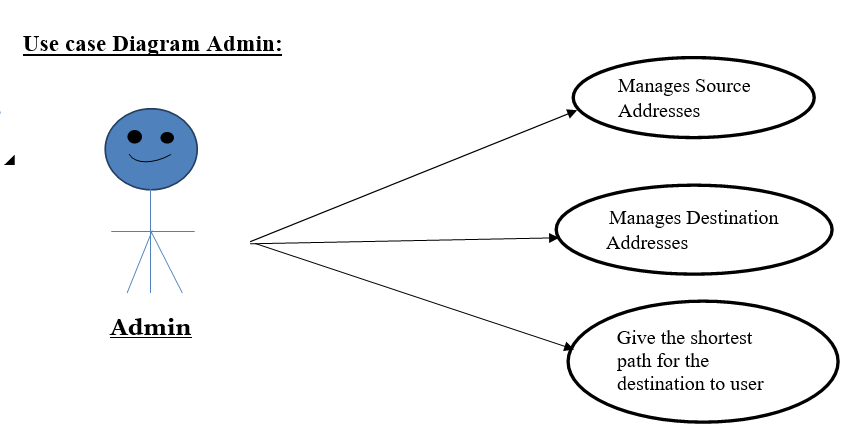 Use case Diagram Admin:
Manages Source
Addresses
Manages Destination
Addresses
Admin
Give the shortest
path for the
destination to user